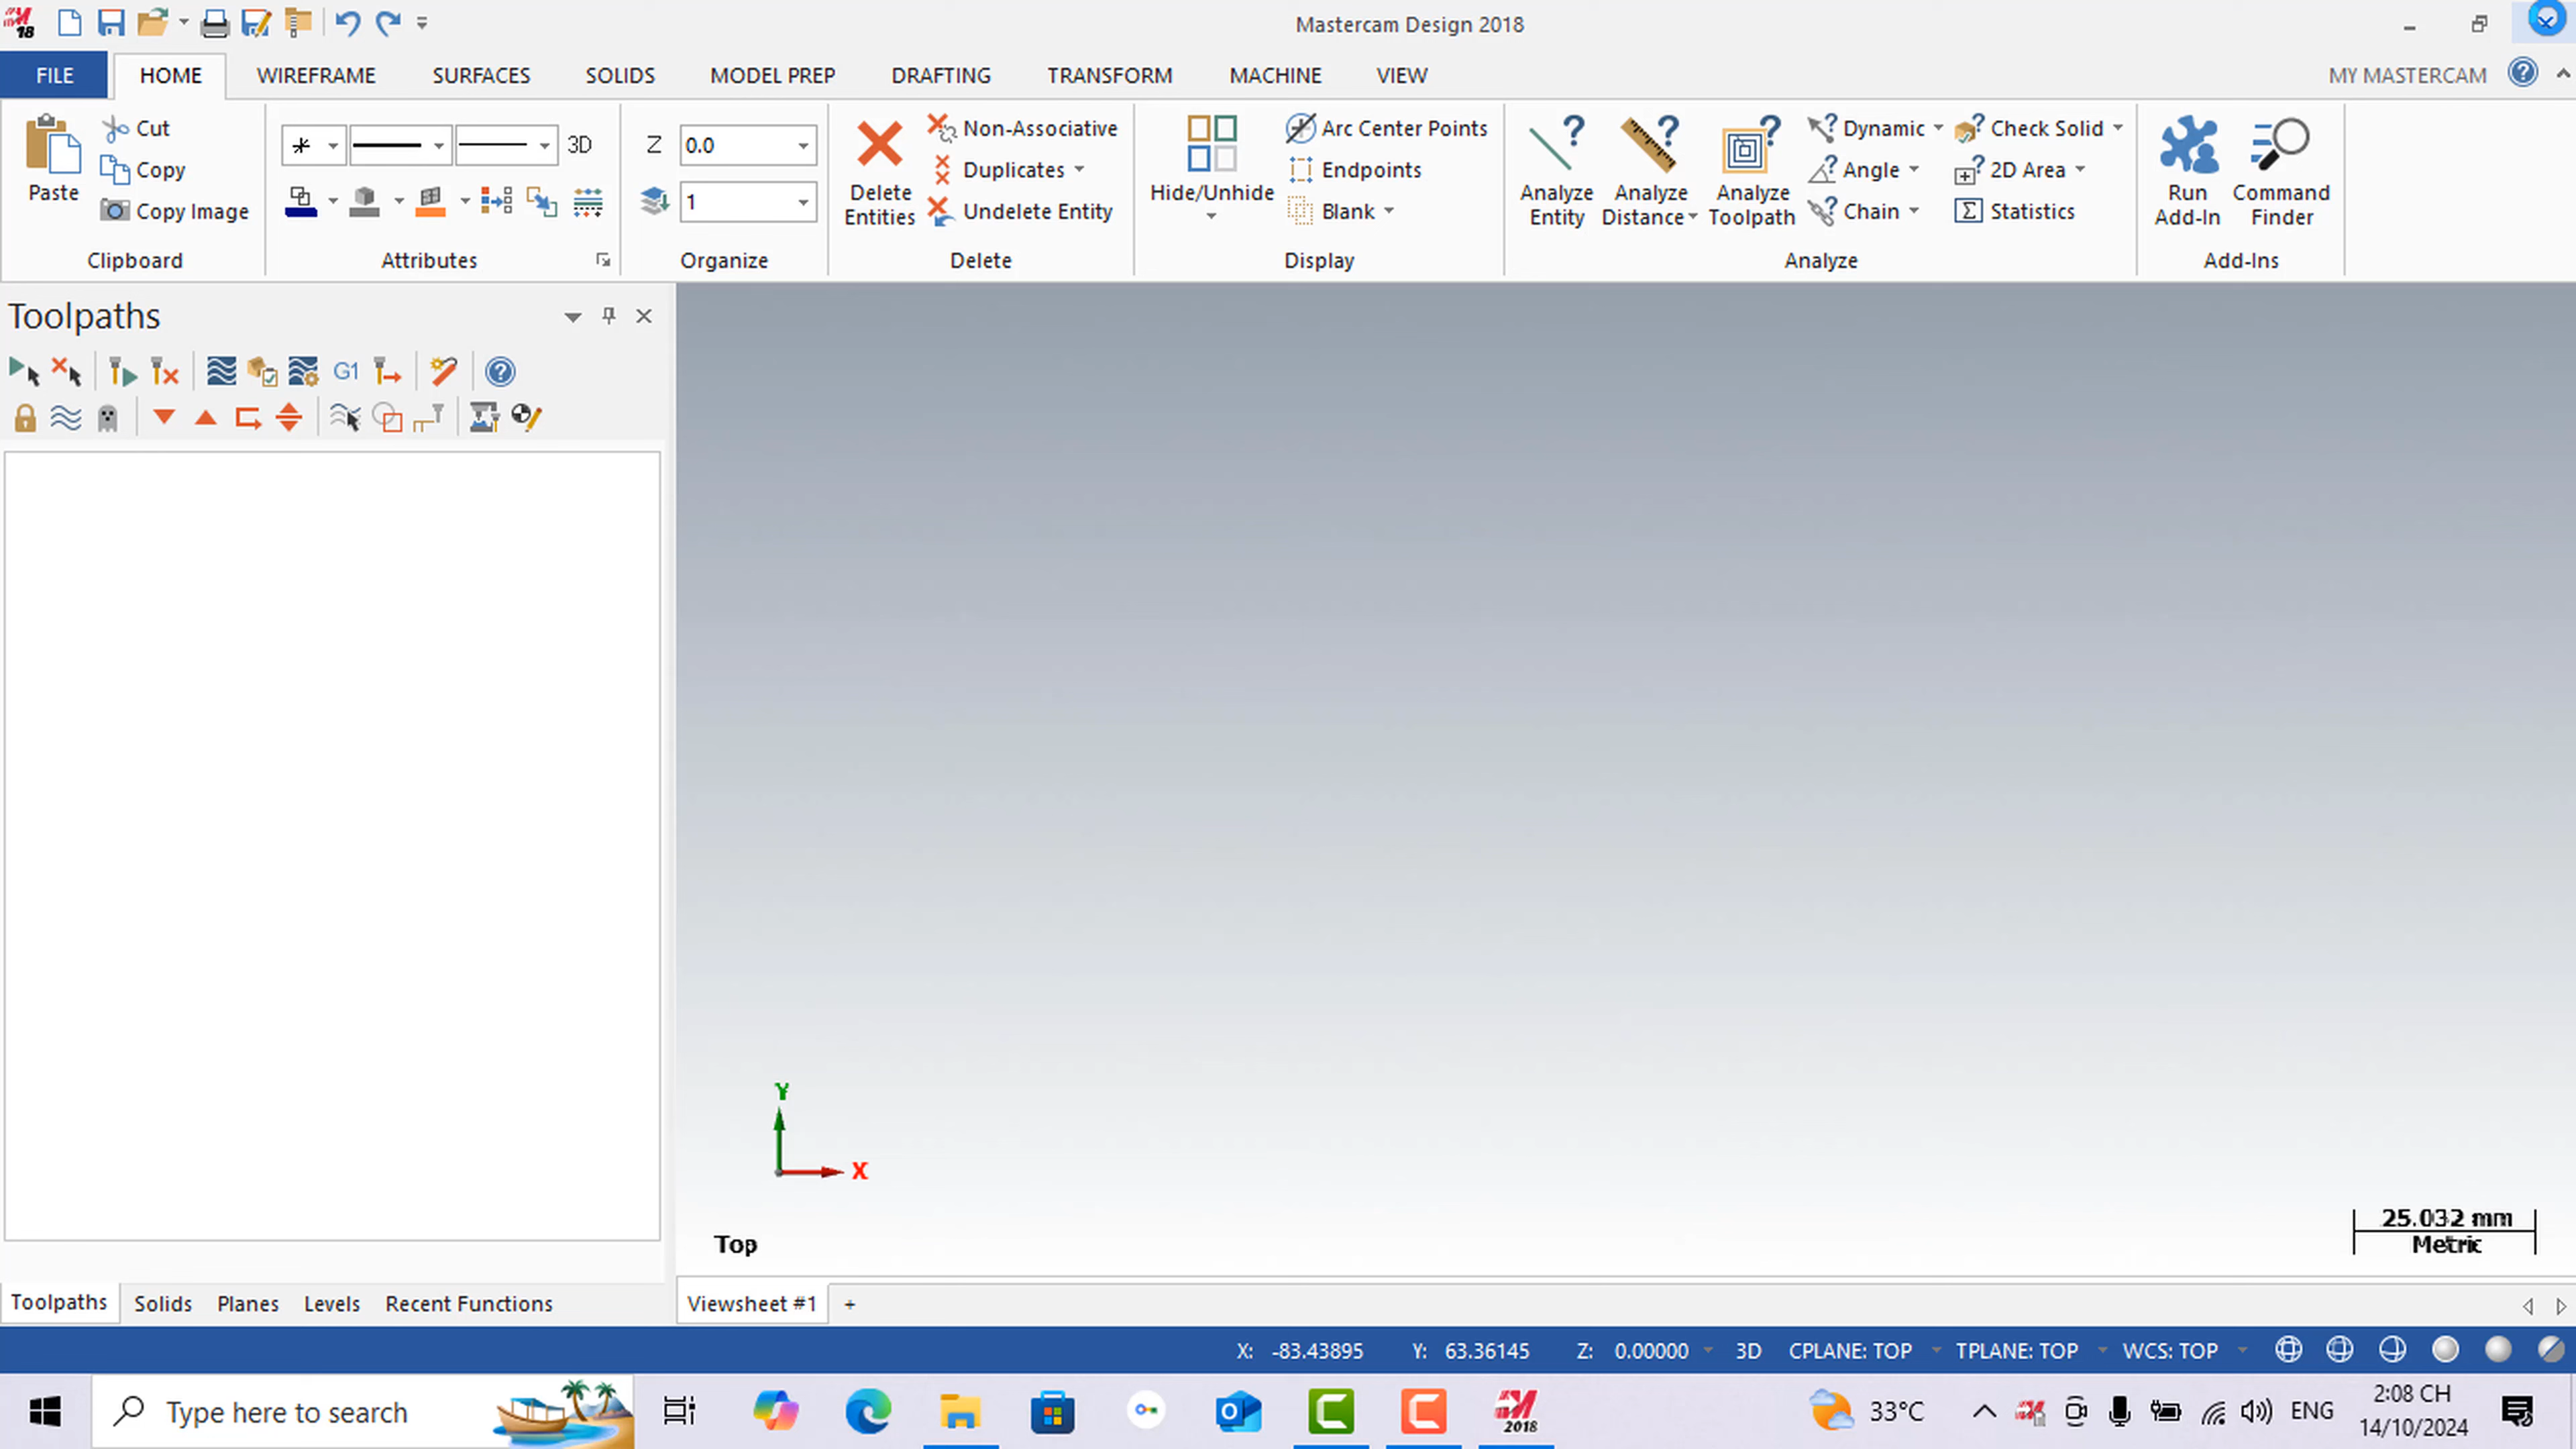 18
Mastercam Design 2018
FILE HOME WIREFRAME SURFACES SOLIDS MODEL PREP DRAFTING TRANSFORM MACHINE VIEW MY MASTERCAM
Paste
Cut
Copy
Copy Image
Clipboard
3D
Attributes
Z 0.0
1
Organize
Delete
Entities
Non-Associative
Duplicates
Undelete Entity
Delete
Hide/Unhide
Arc Center Points
Endpoints
Blank
Display
Analyze
Entity
Analyze
Distance
Analyze
Toolpath
Dynamic
Angle
Chain
Check Solid
2D Area
Statistics
Analyze
Run
Add-In
Command
Finder
Add-Ins
Toolpaths
G1
Y
X
Top
25.032 mm
Metric
Toolpaths Solids Planes Levels Recent Functions
Viewsheet #1 +
X: -83.43895 Y: 63.36145 Z: 0.00000 3D CPLANE: TOP TPLANE: TOP WCS: TOP
Type here to search
2018
33°C
ENG
2:08 CH
14/10/2024